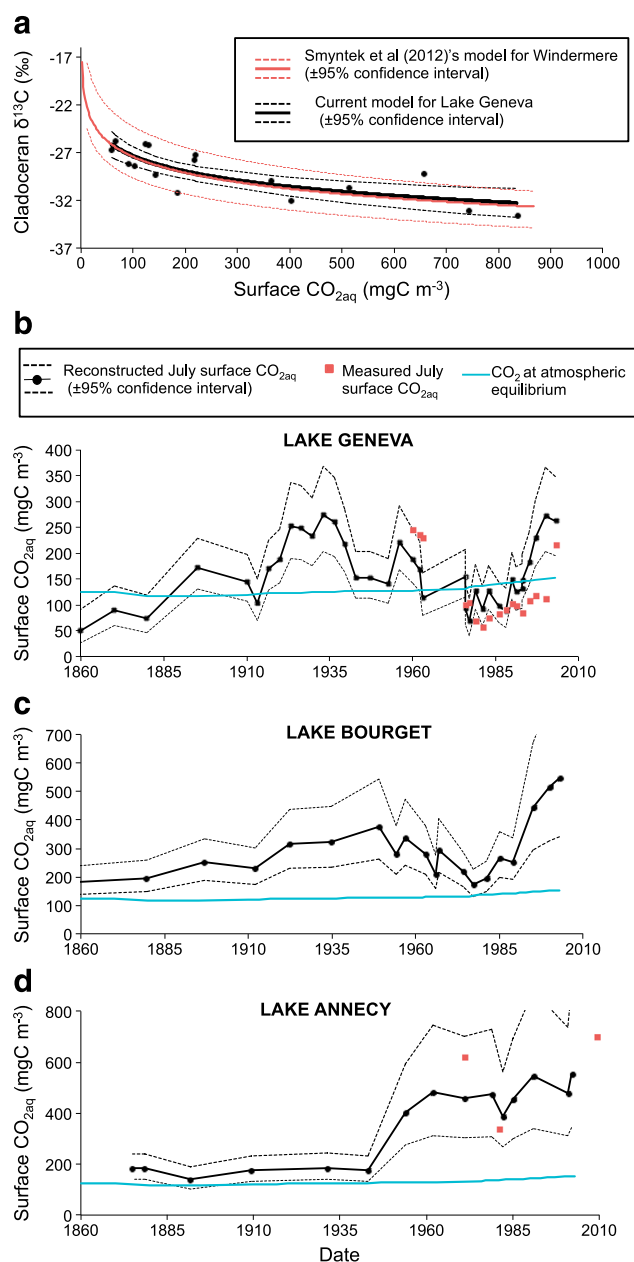 a
Cladoceran δ¹³C (‰)
-17
-22
-27
-32
-37
Smyntek et al (2012)'s model for Windermere
(±95% confidence interval)
Current model for Lake Geneva
(±95% confidence interval)
0 100 200 300 400 500 600 700 800 900 1000
Surface CO₂ₐq (mgC m⁻³)
b
Reconstructed July surface CO₂ₐq
(±95% confidence interval)
Measured July
surface CO₂ₐq
CO₂ at atmospheric
equilibrium
LAKE GENEVA
Surface CO₂ₐq (mgC m⁻³)
400
350
300
250
200
150
100
50
0
1860 1885 1910 1935 1960 1985 2010
c
LAKE BOURGET
Surface CO₂ₐq (mgC m⁻³)
700
600
500
400
300
200
100
0
1860 1885 1910 1935 1960 1985 2010
d
LAKE ANNECY
Surface CO₂ₐq (mgC m⁻³)
800
600
400
200
0
1860 1885 1910 1935 1960 1985 2010
Date